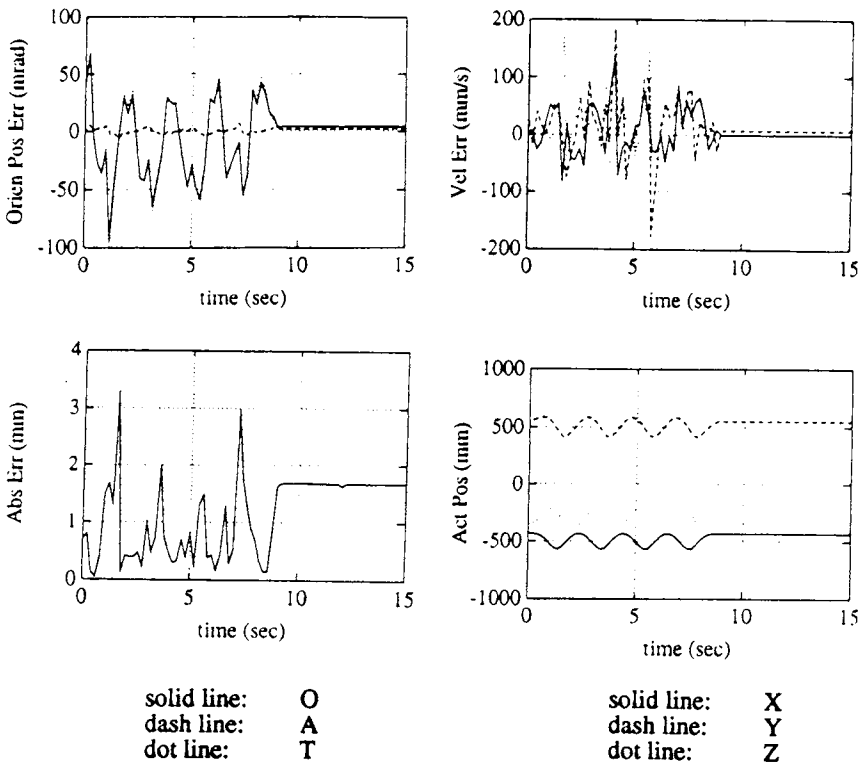 Orien Pos Err (mrad)
100
50
0
-50
-100
0 5 10 15
time (sec)
Vel Err (mm/s)
200
100
0
-100
-200
0 5 10 15
time (sec)
Abs Err (mm)
4
3
2
1
0
0 5 10 15
time (sec)
Act Pos (mm)
1000
500
0
-500
-1000
0 5 10 15
time (sec)
solid line: O
dash line: A
dot line: T
solid line: X
dash line: Y
dot line: Z